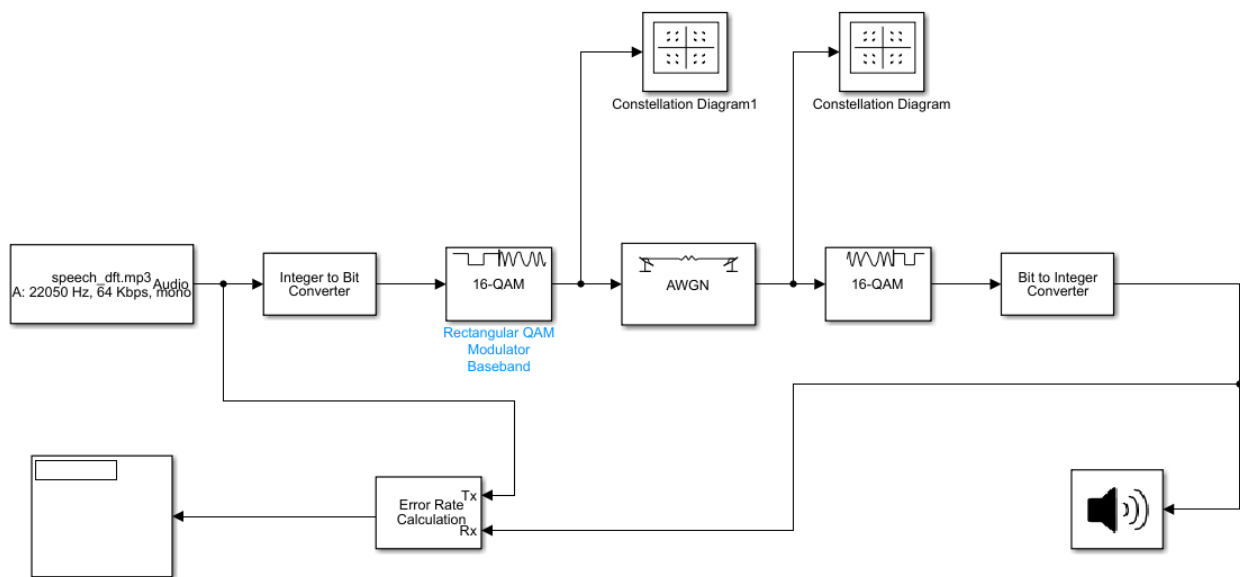 Constellation Diagram1
Constellation Diagram
speech_dft.mp3
Audio
A: 22050 Hz, 64 Kbps, mono
Integer to Bit
Converter
16-QAM
Rectangular QAM
Modulator
Baseband
AWGN
16-QAM
Bit to Integer
Converter
Error Rate
Calculation
Tx
Rx